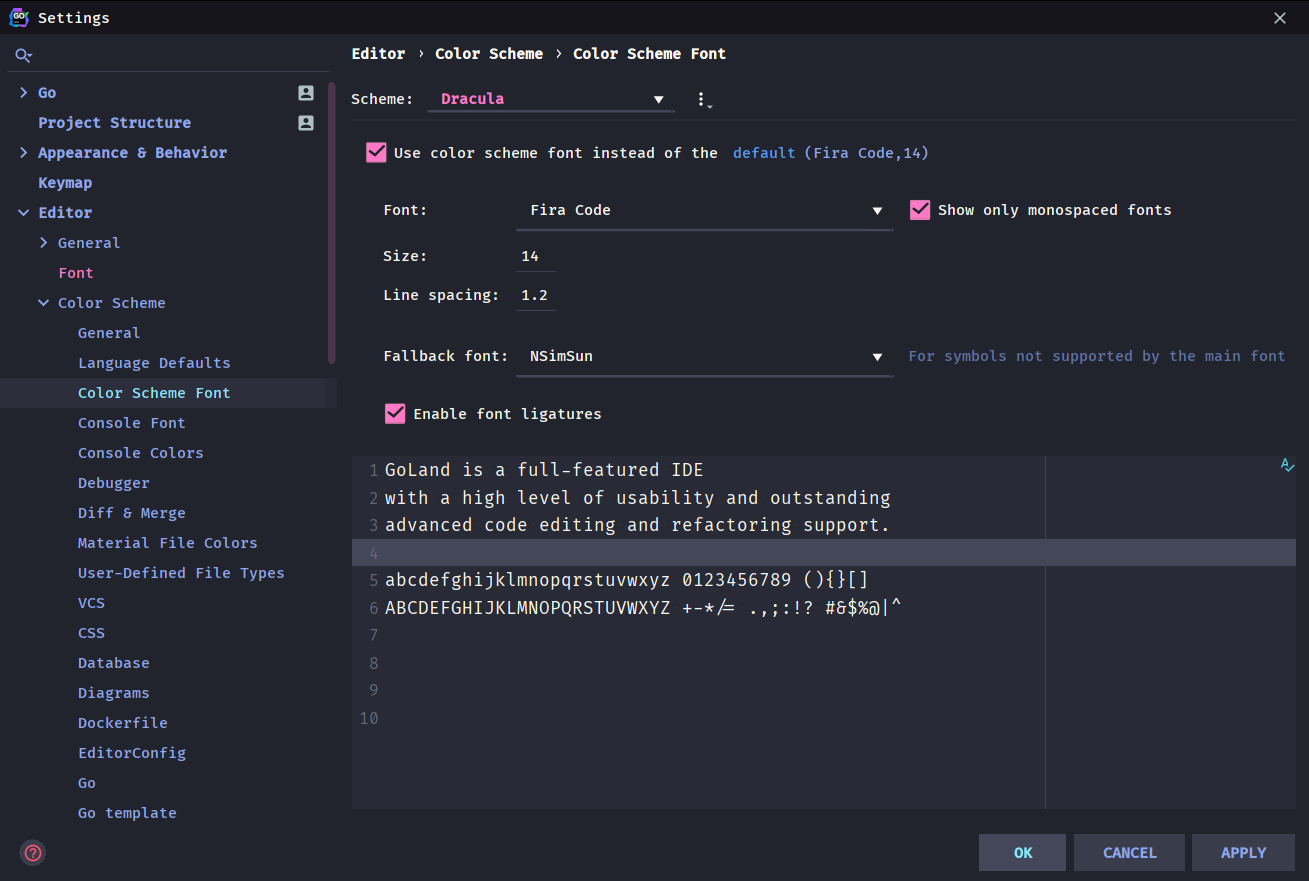 GO Settings
Editor › Color Scheme › Color Scheme Font
Go
Project Structure
Appearance & Behavior
Keymap
Editor
General
Font
Color Scheme
General
Language Defaults
Color Scheme Font
Console Font
Console Colors
Debugger
Diff & Merge
Material File Colors
User-Defined File Types
VCS
CSS
Database
Diagrams
Dockerfile
EditorConfig
Go
Go template
Scheme: Dracula
Use color scheme font instead of the default (Fira Code,14)
Font: Fira Code Show only monospaced fonts
Size: 14
Line spacing: 1.2
Fallback font: NSimSun For symbols not supported by the main font
Enable font ligatures
1 GoLand is a full-featured IDE
2 with a high level of usability and outstanding
3 advanced code editing and refactoring support.
4
5 abcdefghijklmnopqrstuvwxyz 0123456789 (){}[]
6 ABCDEFGHIJKLMNOPQRSTUVWXYZ +-*/= .,;:!? #&$%@|^
7
8
9
10
? OK CANCEL APPLY